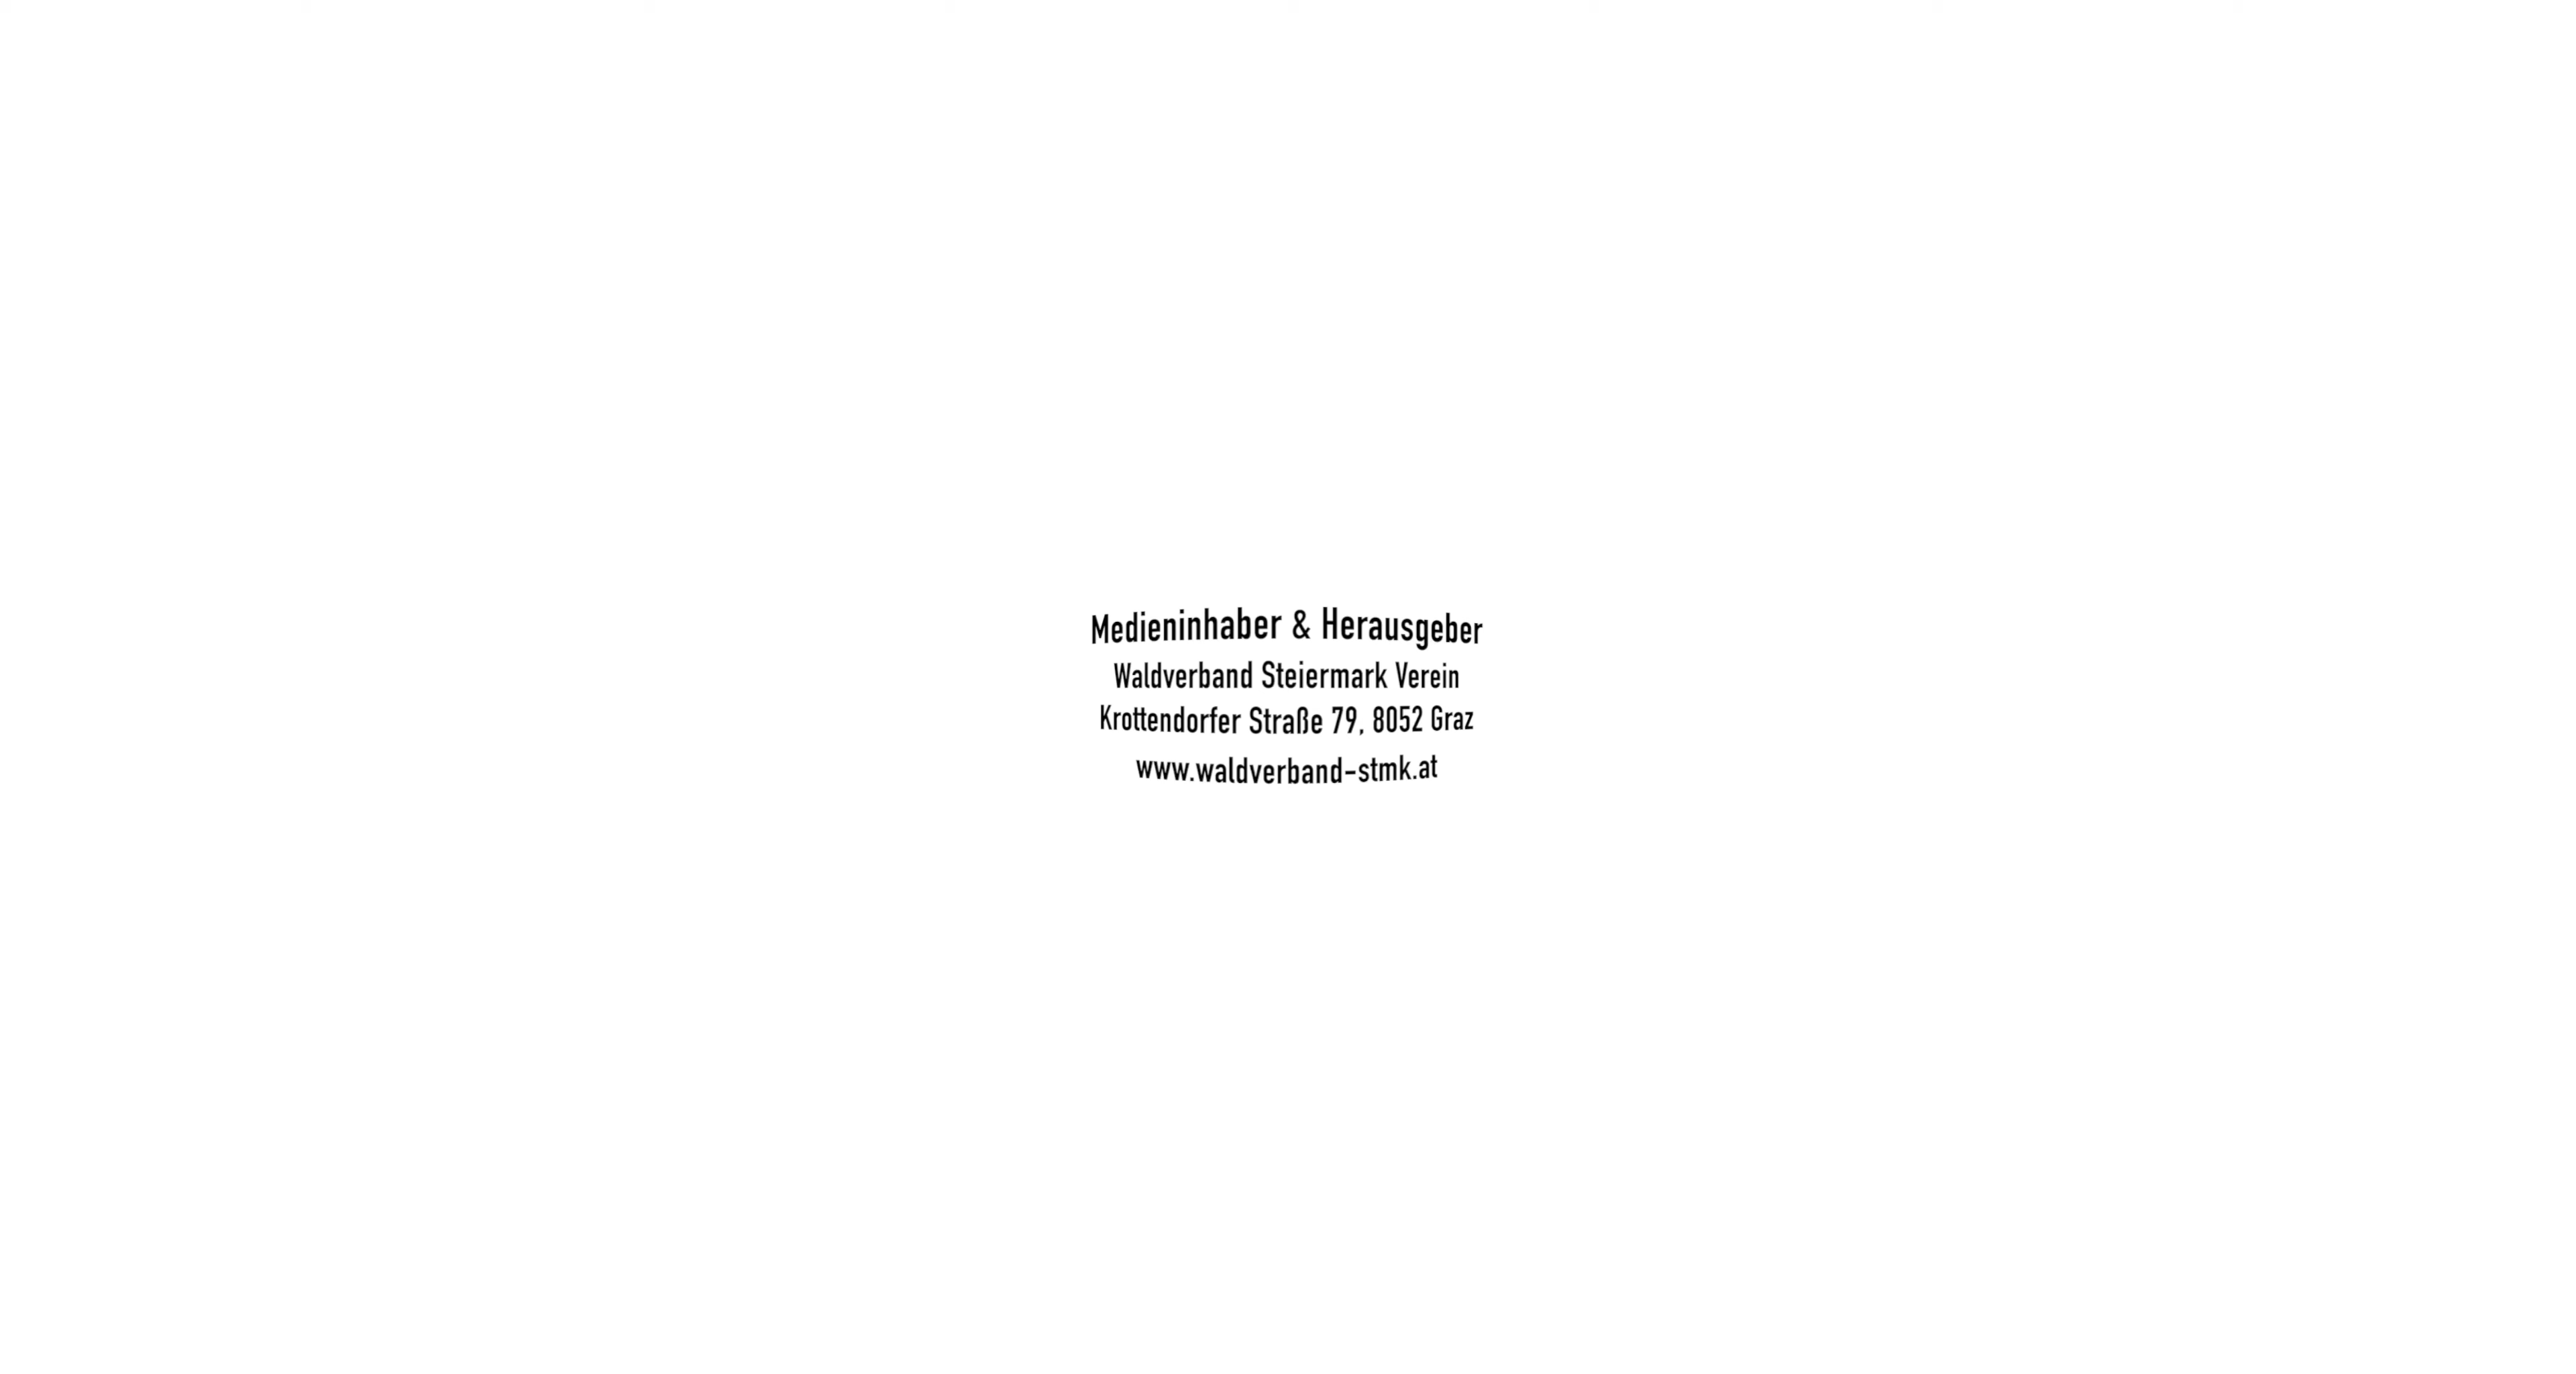 Medieninhaber & Herausgeber
Waldverband Steiermark Verein
Krottendorfer Straße 79, 8052 Graz
www.waldverband-stmk.at